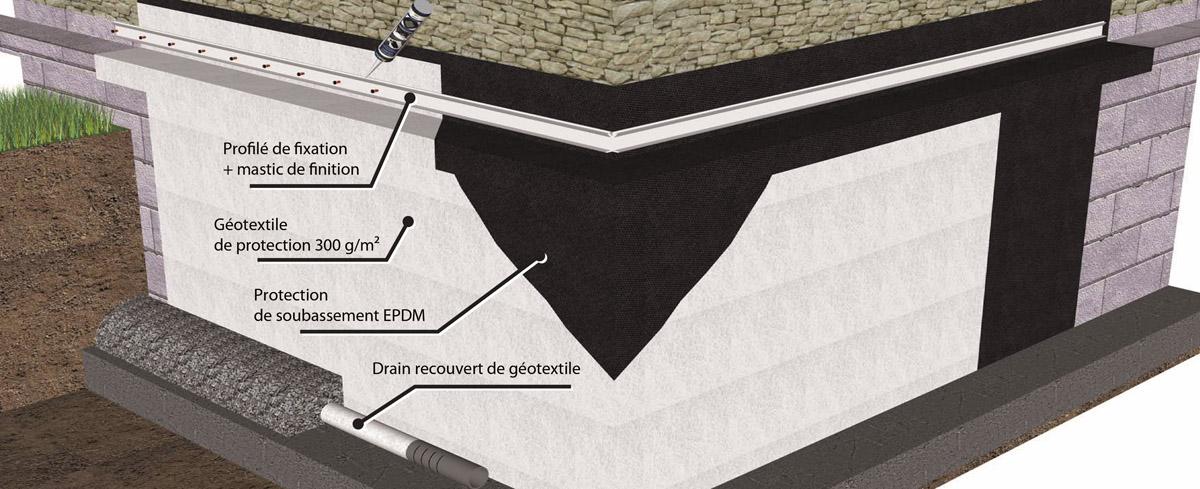 Profilé de fixation
+ mastic de finition
Géotextile
de protection 300 g/m²
Protection
de soubassement EPDM
Drain recouvert de géotextile